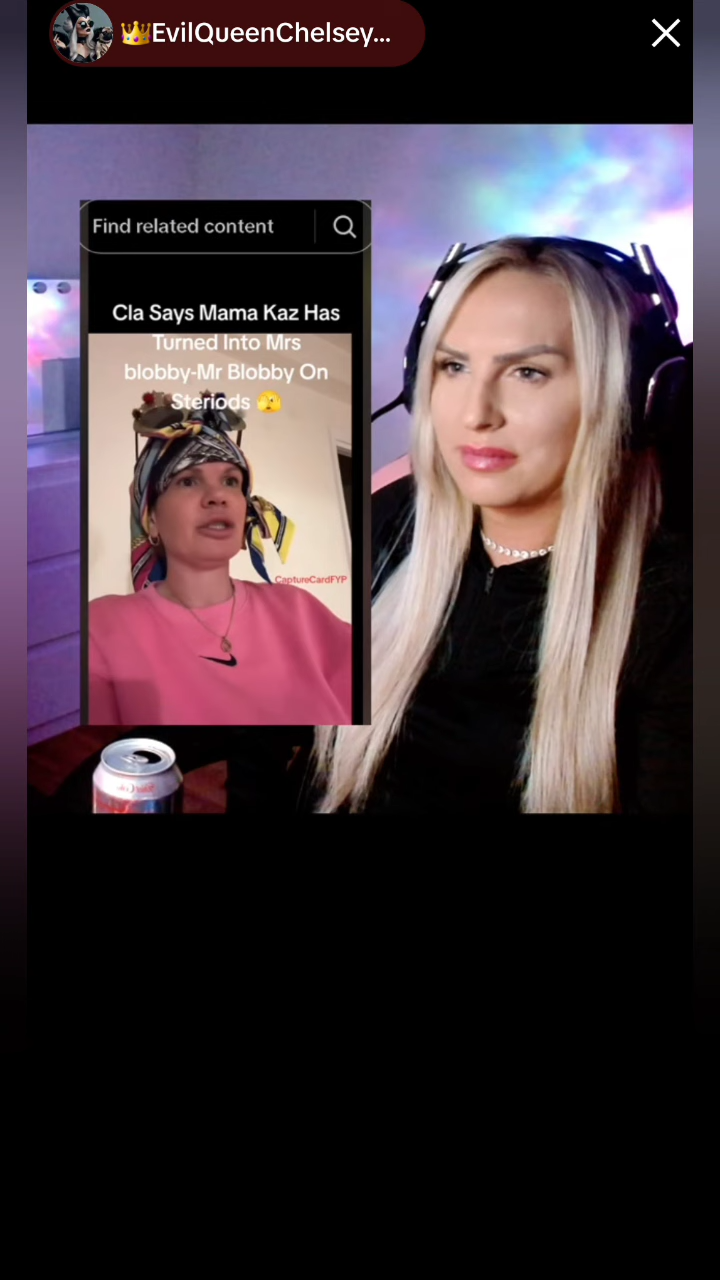 👑EvilQueenChelsey...
Find related content
Cla Says Mama Kaz Has
Turned Into Mrs
blobby-Mr Blobby On
Steriods 🫣
CaptureCardFYP